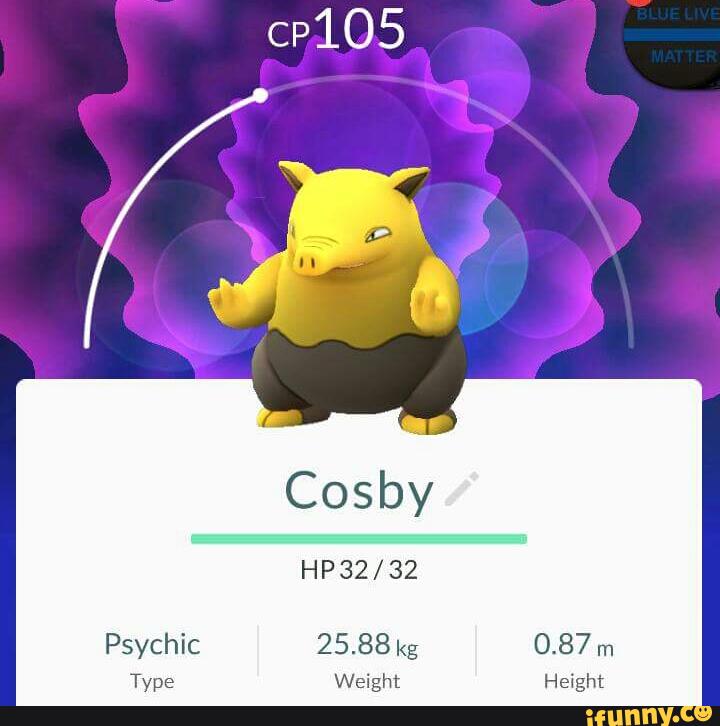 CP105
BLUE LIVE
MATTER
Cosby
HP 32 / 32
Psychic
Type
25.88 kg
Weight
0.87 m
Height
ifunny.co